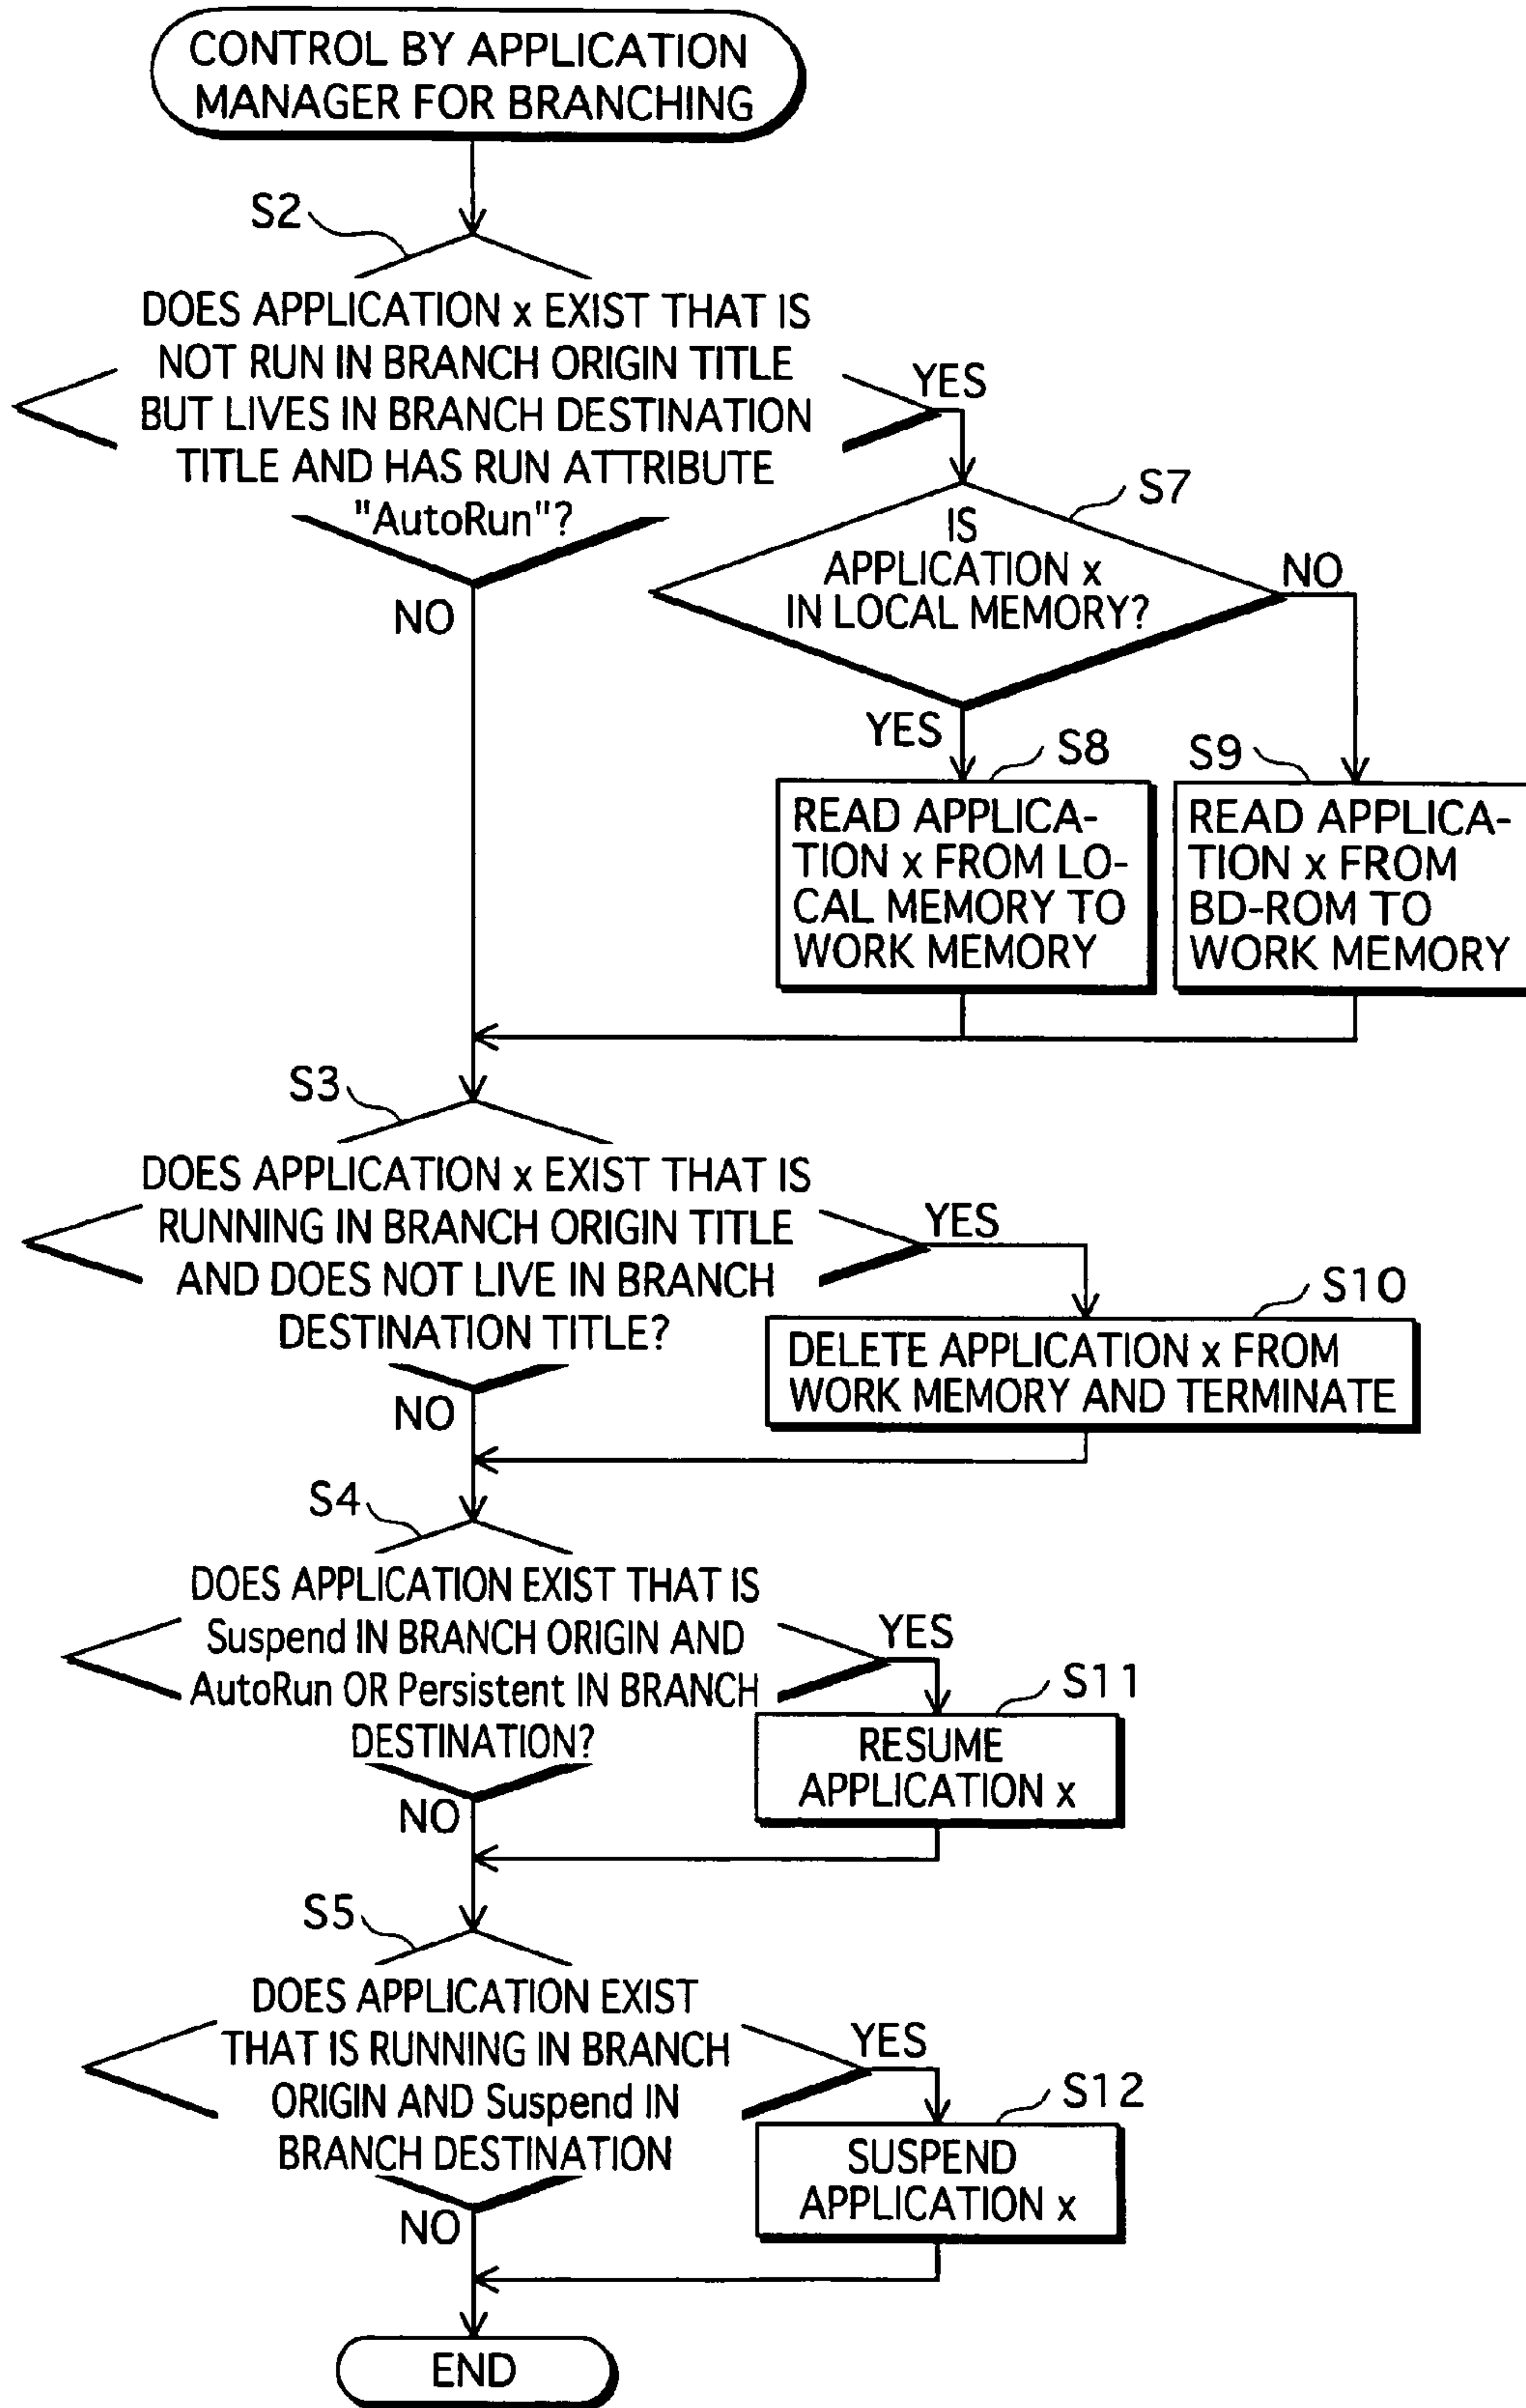 CONTROL BY APPLICATION
MANAGER FOR BRANCHING
S2
DOES APPLICATION x EXIST THAT IS
NOT RUN IN BRANCH ORIGIN TITLE
BUT LIVES IN BRANCH DESTINATION
TITLE AND HAS RUN ATTRIBUTE
"AutoRun"?
YES
NO
S7
IS
APPLICATION x
IN LOCAL MEMORY?
NO
YES
S8
READ APPLICA-
TION x FROM LO-
CAL MEMORY TO
WORK MEMORY
S9
READ APPLICA-
TION x FROM
BD-ROM TO
WORK MEMORY
S3
DOES APPLICATION x EXIST THAT IS
RUNNING IN BRANCH ORIGIN TITLE
AND DOES NOT LIVE IN BRANCH
DESTINATION TITLE?
YES
NO
S10
DELETE APPLICATION x FROM
WORK MEMORY AND TERMINATE
S4
DOES APPLICATION EXIST THAT IS
Suspend IN BRANCH ORIGIN AND
AutoRun OR Persistent IN BRANCH
DESTINATION?
YES
NO
S11
RESUME
APPLICATION x
S5
DOES APPLICATION EXIST
THAT IS RUNNING IN BRANCH
ORIGIN AND Suspend IN
BRANCH DESTINATION
YES
NO
S12
SUSPEND
APPLICATION x
END